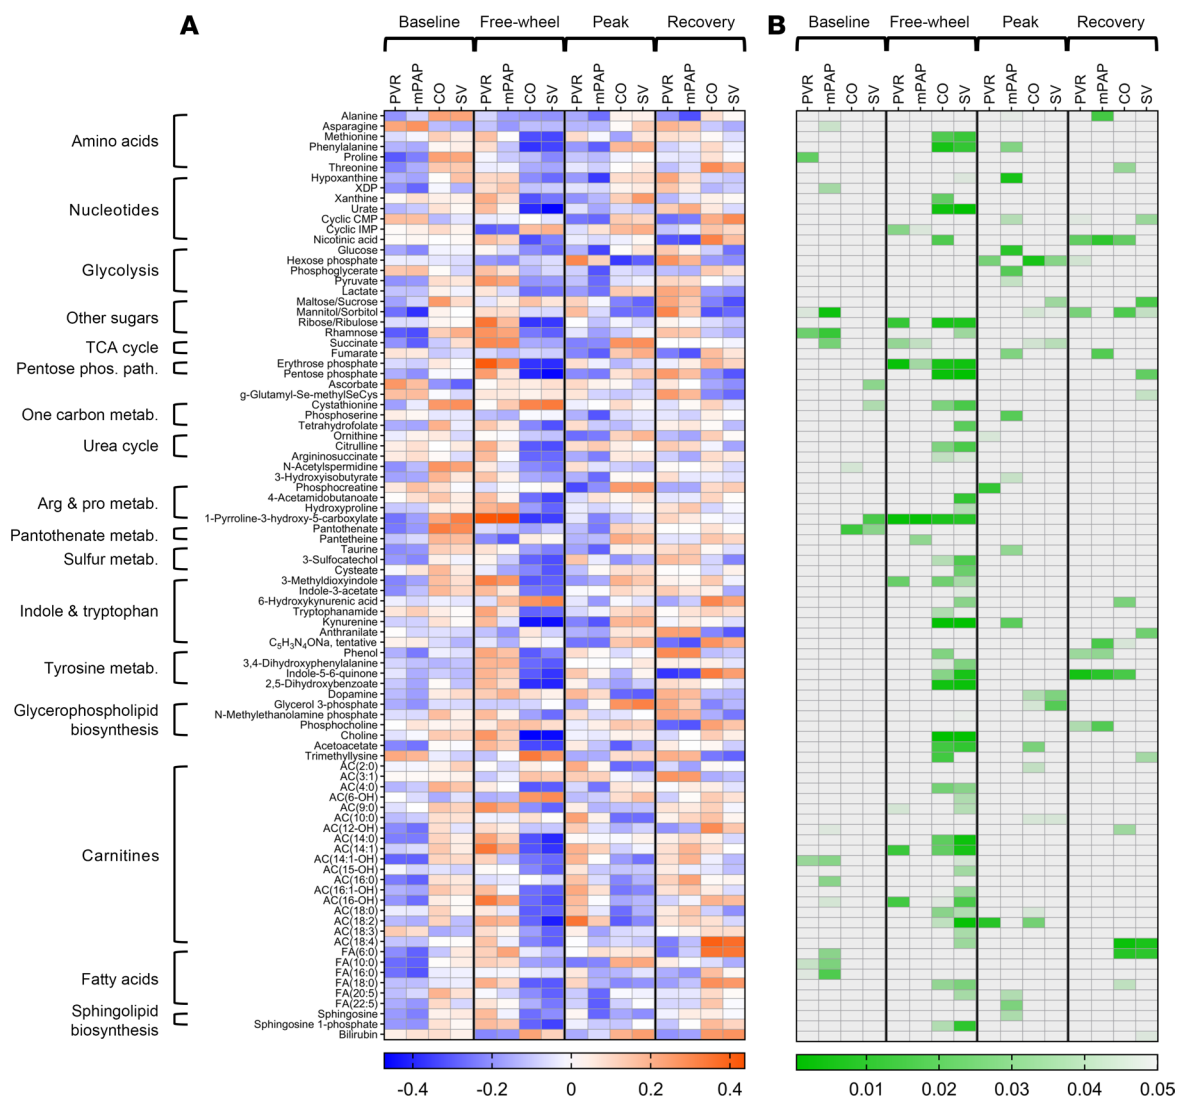 A
Baseline Free-wheel Peak Recovery
PVR mPAP CO SV PVR mPAP CO SV PVR mPAP CO SV PVR mPAP CO SV
Amino acids
Nucleotides
Glycolysis
Other sugars
TCA cycle
Pentose phos. path.
One carbon metab.
Urea cycle
Arg & pro metab.
Pantothenate metab.
Sulfur metab.
Indole & tryptophan
Tyrosine metab.
Glycerophospholipid
biosynthesis
Carnitines
Fatty acids
Sphingolipid
biosynthesis
Alanine
Asparagine
Methionine
Phenylalanine
Proline
Threonine
Hypoxanthine
XDP
Xanthine
Urate
Cyclic CMP
Cyclic IMP
Nicotinic acid
Glucose
Hexose phosphate
Phosphoglycerate
Pyruvate
Lactate
Maltose/Sucrose
Mannitol/Sorbitol
Ribose/Ribulose
Rhamnose
Succinate
Fumarate
Erythrose phosphate
Pentose phosphate
Ascorbate
g-Glutamyl-Se-methylSeCys
Cystathionine
Phosphoserine
Tetrahydrofolate
Ornithine
Citrulline
Argininosuccinate
N-Acetylspermidine
3-Hydroxyisobutyrate
Phosphocreatine
4-Acetamidobutanoate
Hydroxyproline
1-Pyrroline-3-hydroxy-5-carboxylate
Pantothenate
Pantetheine
Taurine
3-Sulfocatechol
Cysteate
3-Methyldioxyindole
Indole-3-acetate
6-Hydroxykynurenic acid
Tryptophanamide
Kynurenine
Anthranilate
C₅H₃N₄ONa, tentative
Phenol
3,4-Dihydroxyphenylalanine
Indole-5-6-quinone
2,5-Dihydroxybenzoate
Dopamine
Glycerol 3-phosphate
N-Methylethanolamine phosphate
Phosphocholine
Choline
Acetoacetate
Trimethyllysine
AC(2:0)
AC(3:1)
AC(4:0)
AC(6-OH)
AC(9:0)
AC(10:0)
AC(12-OH)
AC(14:0)
AC(14:1)
AC(14:1-OH)
AC(15-OH)
AC(16:0)
AC(16:1-OH)
AC(16-OH)
AC(18:0)
AC(18:2)
AC(18:3)
AC(18:4)
FA(6:0)
FA(10:0)
FA(16:0)
FA(18:0)
FA(20:5)
FA(22:5)
Sphingosine
Sphingosine 1-phosphate
Bilirubin
-0.4 -0.2 0 0.2 0.4
B
Baseline Free-wheel Peak Recovery
PVR mPAP CO SV PVR mPAP CO SV PVR mPAP CO SV PVR mPAP CO SV
0.01 0.02 0.03 0.04 0.05